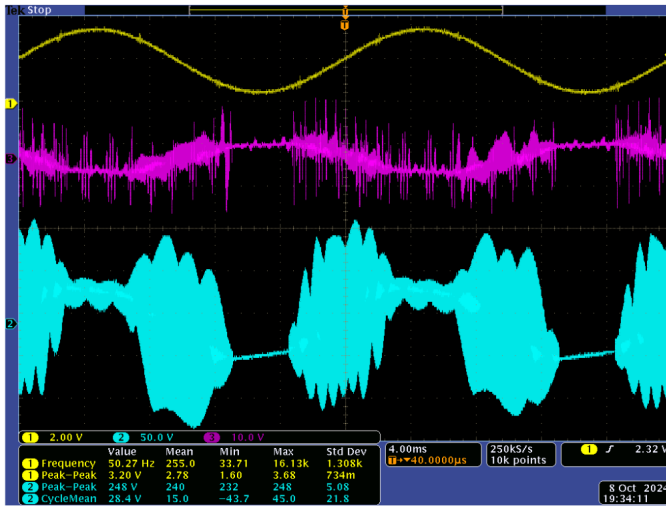 Tek Stop
T
T
1
3
2
1 2.00 V 2 50.0 V 3 10.0 V
Value Mean Min Max Std Dev
1 Frequency 50.27 Hz 255.0 33.71 16.13k 1.308k
1 Peak-Peak 3.20 V 2.78 1.60 3.68 734m
2 Peak-Peak 248 V 240 232 248 5.08
2 CycleMean 28.4 V 15.0 −43.7 45.0 21.8
4.00ms
T→▼40.0000µs
250kS/s
10k points
1 ʃ 2.32 V
8 Oct 2024
19:34:11